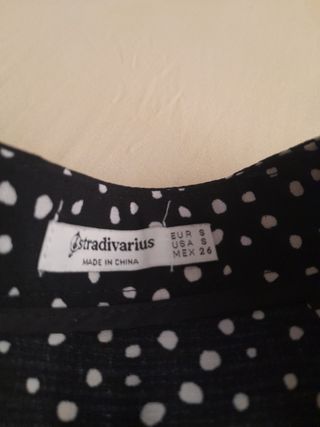 stradivarius
MADE IN CHINA
EUR S
USA S
MEX 26